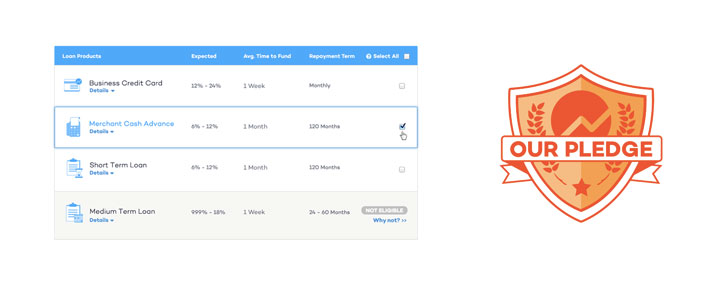 Loan Products Expected Avg. Time to Fund Repayment Term Select All
Business Credit Card 12% - 24% 1 Week Monthly
Details
Merchant Cash Advance 6% - 12% 1 Month 120 Months
Details
Short Term Loan 6% - 12% 1 Month 120 Months
Details
Medium Term Loan 999% - 18% 1 Week 24 - 60 Months NOT ELIGIBLE
Details Why not? >>
OUR PLEDGE